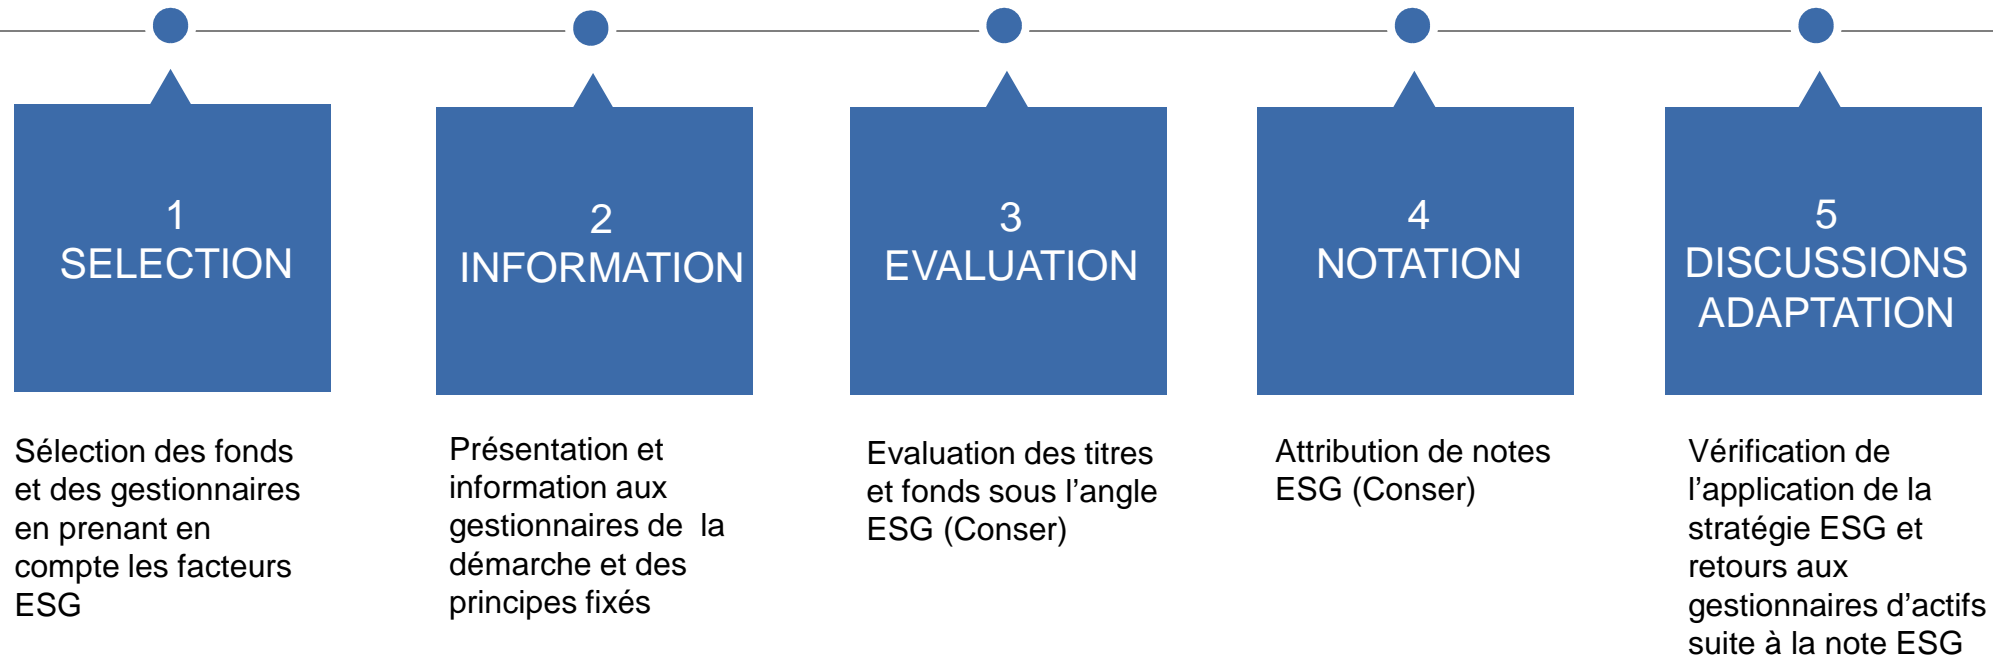 1
SELECTION
Sélection des fonds
et des gestionnaires
en prenant en
compte les facteurs
ESG
2
INFORMATION
Présentation et
information aux
gestionnaires de  la
démarche et des
principes fixés
3
EVALUATION
Evaluation des titres
et fonds sous l’angle
ESG (Conser)
4
NOTATION
Attribution de notes
ESG (Conser)
5
DISCUSSIONS
ADAPTATION
Vérification de
l’application de la
stratégie ESG et
retours aux
gestionnaires d’actifs
suite à la note ESG